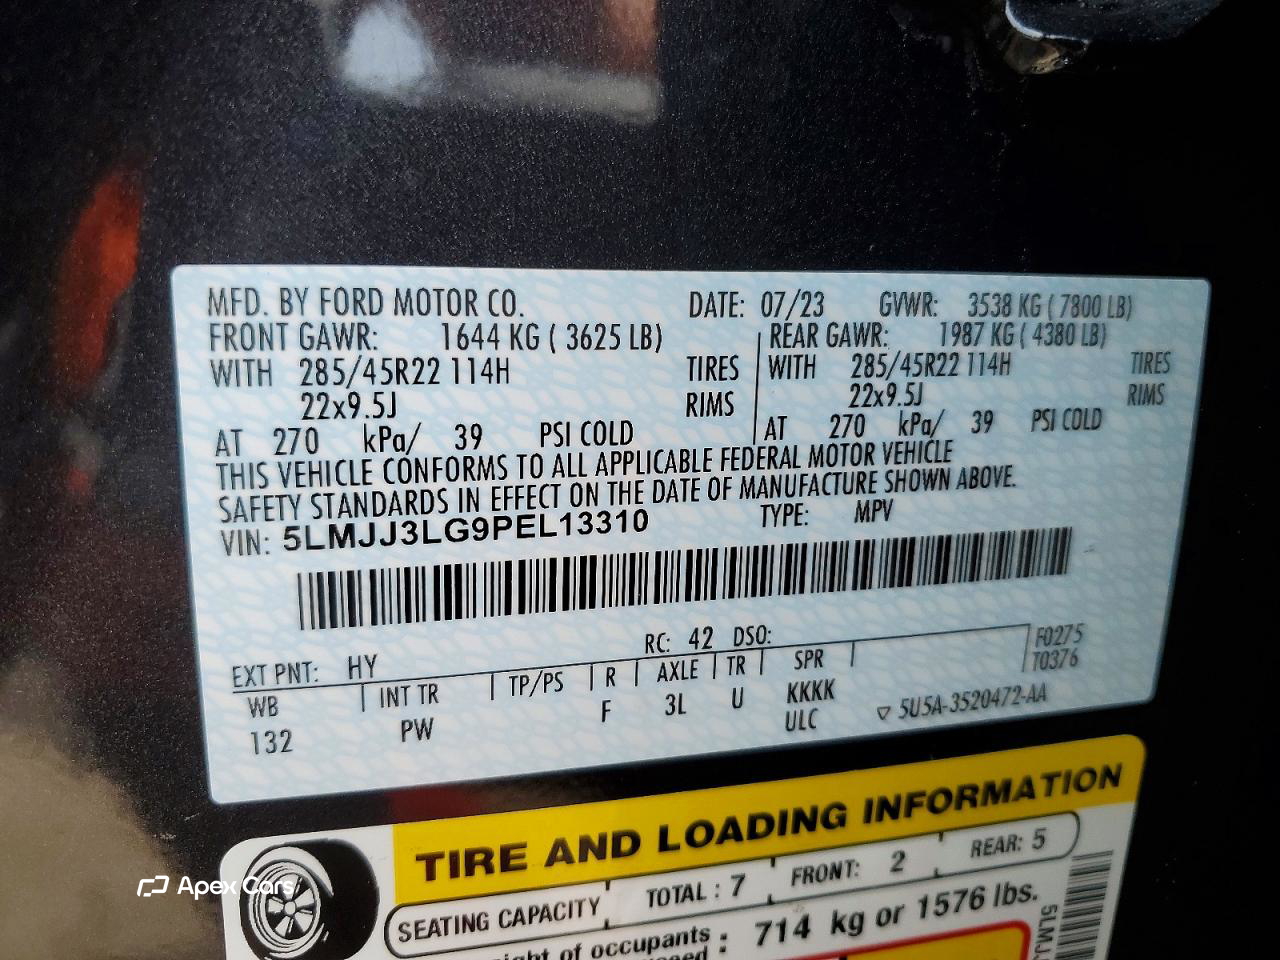 MFD. BY FORD MOTOR CO. DATE: 07/23 GVWR: 3538 KG ( 7800 LB)
FRONT GAWR: 1644 KG ( 3625 LB) REAR GAWR: 1987 KG ( 4380 LB)
WITH 285/45R22 114H TIRES WITH 285/45R22 114H TIRES
22x9.5J RIMS 22x9.5J RIMS
AT 270 kPa/ 39 PSI COLD AT 270 kPa/ 39 PSI COLD
THIS VEHICLE CONFORMS TO ALL APPLICABLE FEDERAL MOTOR VEHICLE
SAFETY STANDARDS IN EFFECT ON THE DATE OF MANUFACTURE SHOWN ABOVE.
VIN: 5LMJJ3LG9PEL13310 TYPE: MPV
EXT PNT: HY RC: 42 DSO: F0275
WB INT TR TP/PS R AXLE TR SPR T0376
132 PW F 3L U KKKK
ULC ▽ 5U5A-3520472-AA
TIRE AND LOADING INFORMATION
SEATING CAPACITY TOTAL : 7 FRONT: 2 REAR: 5
ght of occupants : 714 kg or 1576 lbs.
5LMJJ
Apex Cars